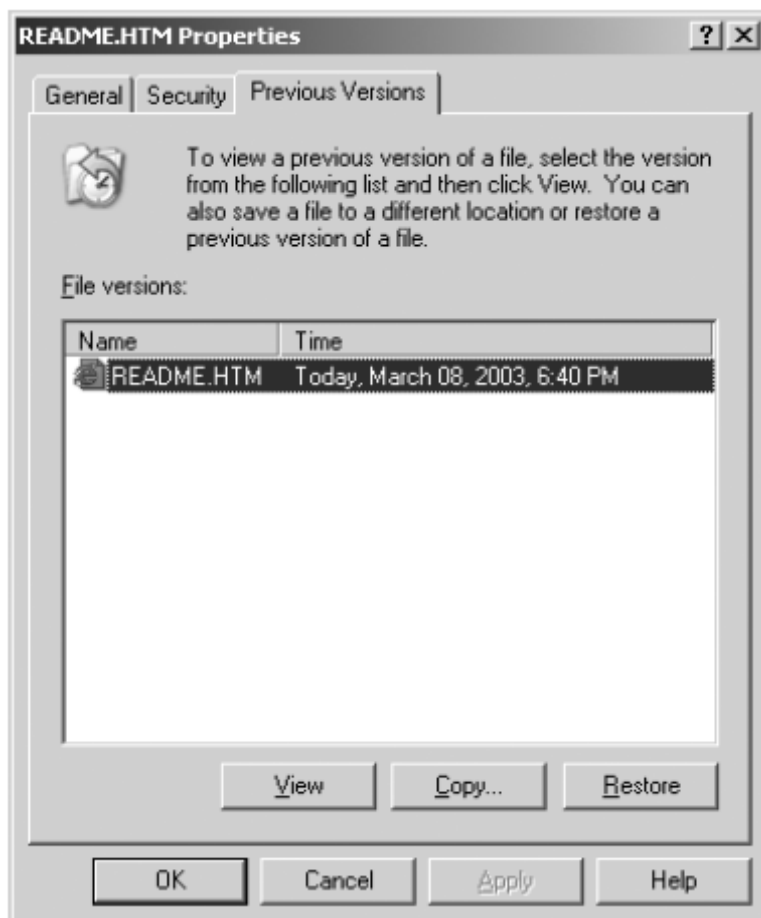 README.HTM Properties
General Security Previous Versions
To view a previous version of a file, select the version
from the following list and then click View. You can
also save a file to a different location or restore a
previous version of a file.
File versions:
Name Time
README.HTM Today, March 08, 2003, 6:40 PM
View Copy... Restore
OK Cancel Apply Help